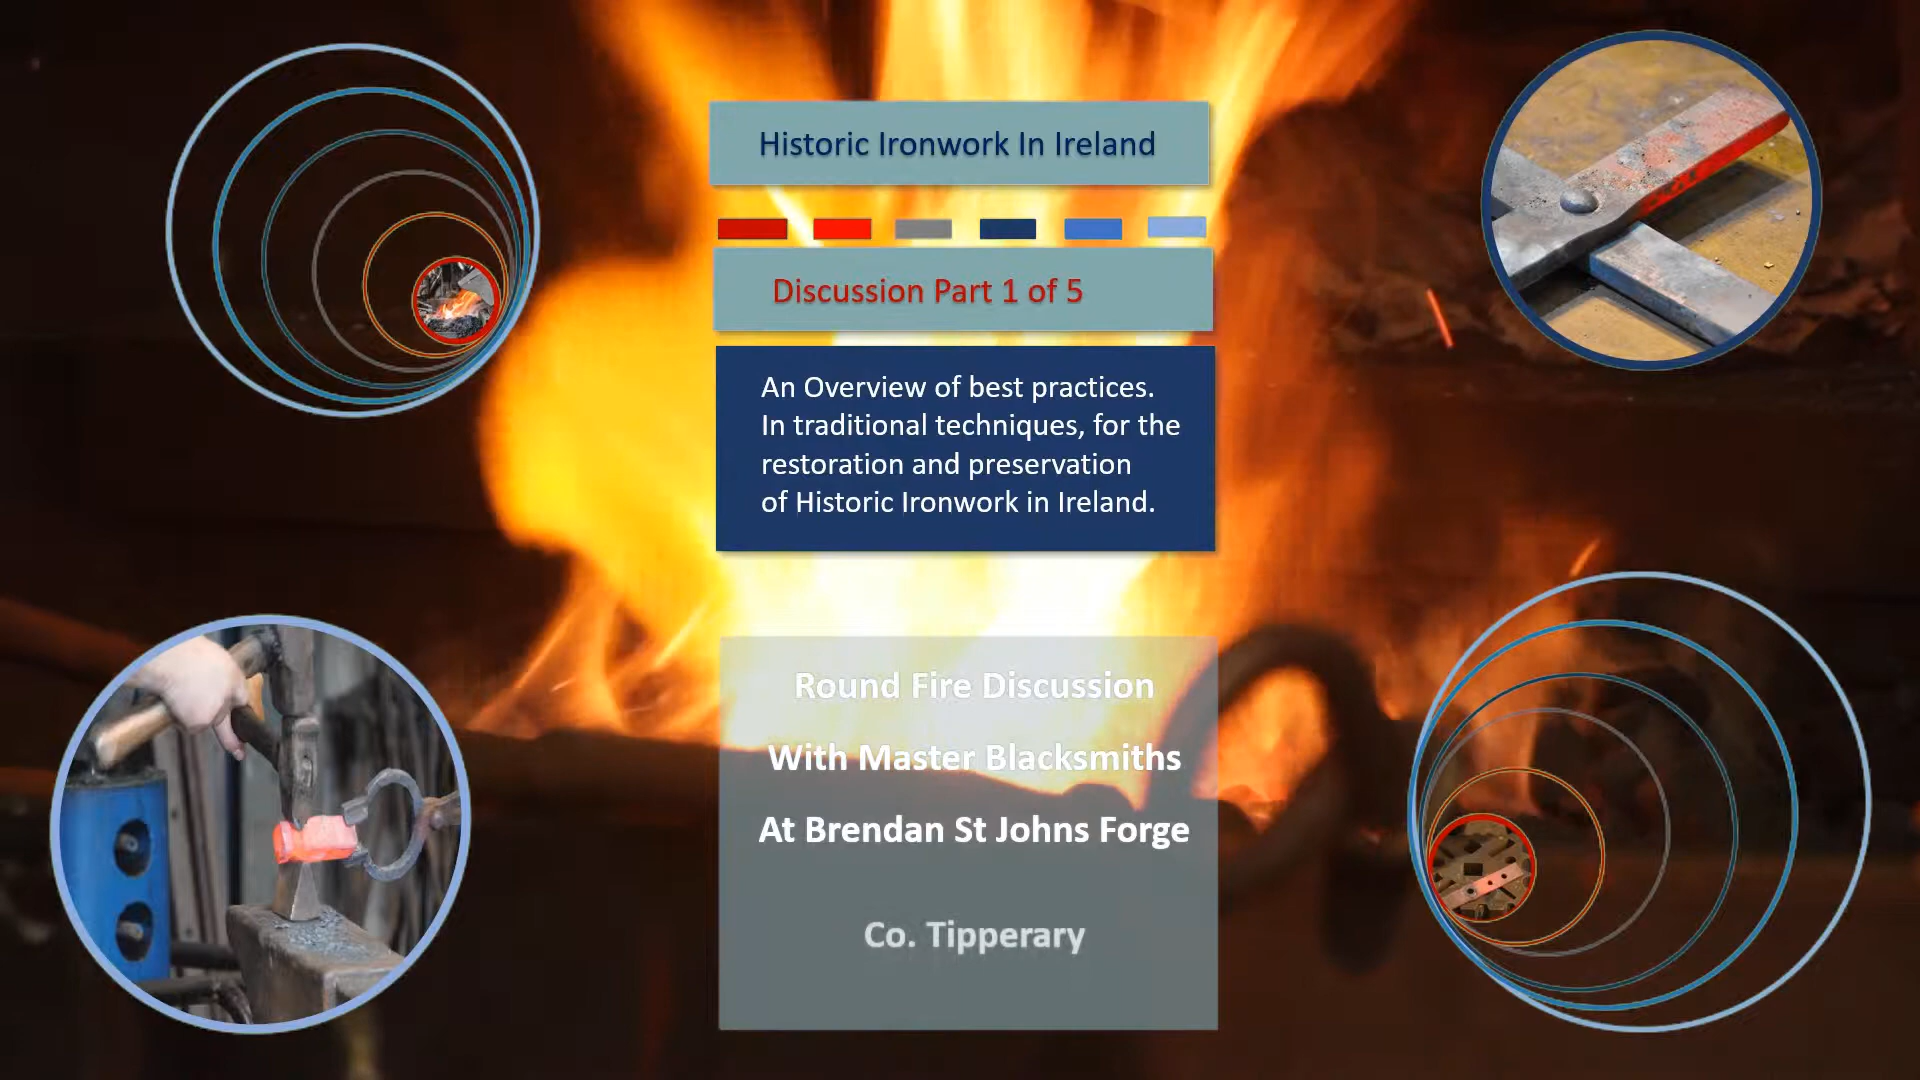 Historic Ironwork In Ireland
Discussion Part 1 of 5
An Overview of best practices.
In traditional techniques, for the
restoration and preservation
of Historic Ironwork in Ireland.
Round Fire Discussion
With Master Blacksmiths
At Brendan St Johns Forge
Co. Tipperary